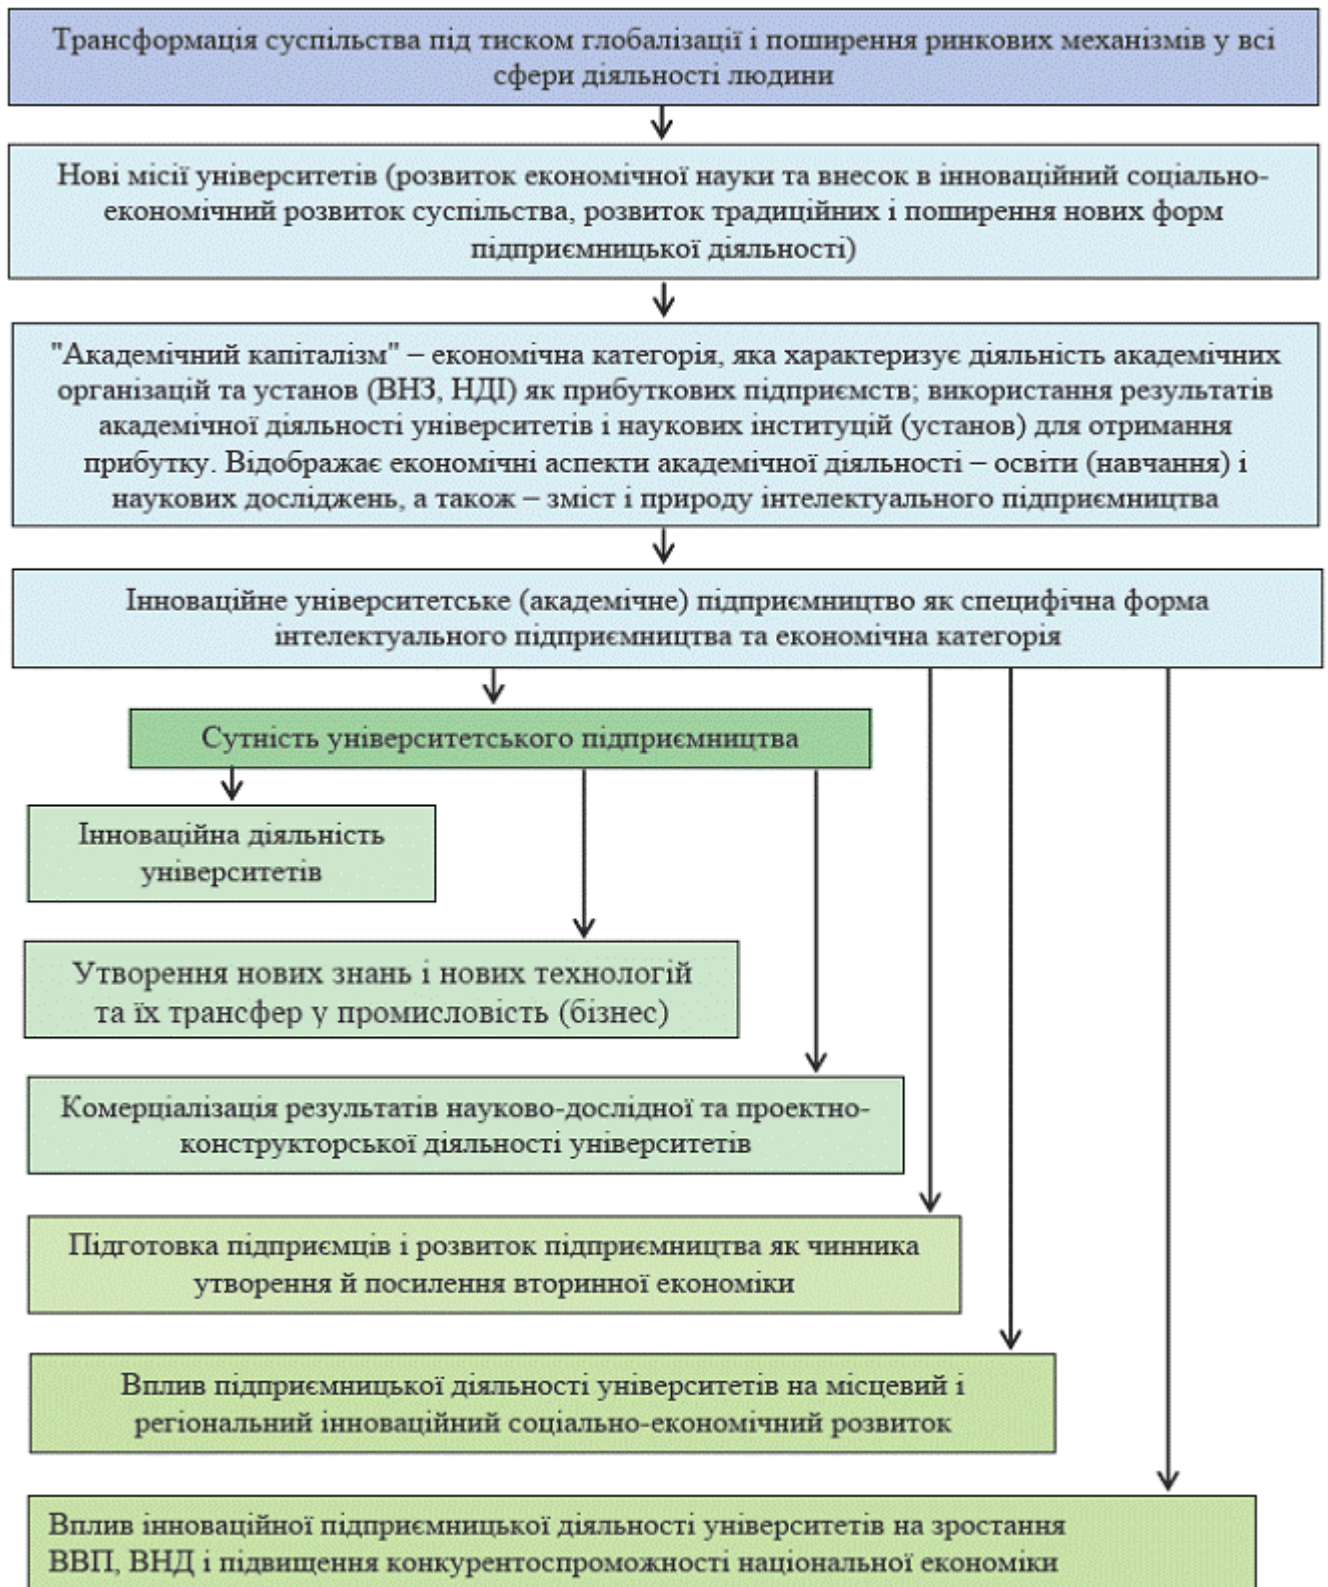 Трансформація суспільства під тиском глобалізації і поширення ринкових механізмів у всі
сфери діяльності людини
Нові місії університетів (розвиток економічної науки та внесок в інноваційний соціально-
економічний розвиток суспільства, розвиток традиційних і поширення нових форм
підприємницької діяльності)
"Академічний капіталізм" – економічна категорія, яка характеризує діяльність академічних
організацій та установ (ВНЗ, НДІ) як прибуткових підприємств; використання результатів
академічної діяльності університетів і наукових інституцій (установ) для отримання
прибутку. Відображає економічні аспекти академічної діяльності – освіти (навчання) і
наукових досліджень, а також – зміст і природу інтелектуального підприємництва
Інноваційне університетське (академічне) підприємництво як специфічна форма
інтелектуального підприємництва та економічна категорія
Сутність університетського підприємництва
Інноваційна діяльність
університетів
Утворення нових знань і нових технологій
та їх трансфер у промисловість (бізнес)
Комерціалізація результатів науково-дослідної та проектно-
конструкторської діяльності університетів
Підготовка підприємців і розвиток підприємництва як чинника
утворення й посилення вторинної економіки
Вплив підприємницької діяльності університетів на місцевий і
регіональний інноваційний соціально-економічний розвиток
Вплив інноваційної підприємницької діяльності університетів на зростання
ВВП, ВНД і підвищення конкурентоспроможності національної економіки